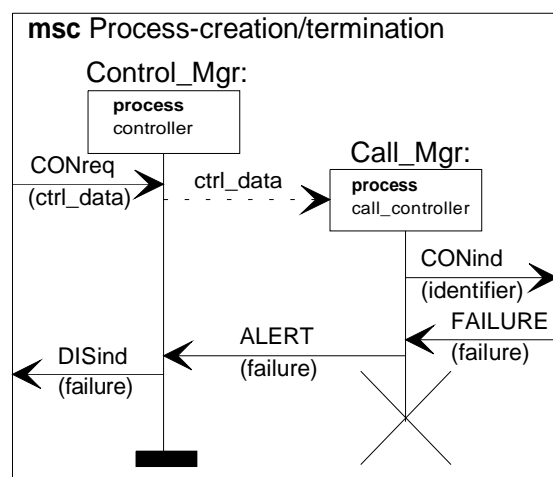 msc Process-creation/termination
Control_Mgr:
process
controller
CONreq
(ctrl_data)
ctrl_data
Call_Mgr:
process
call_controller
CONind
(identifier)
FAILURE
(failure)
ALERT
(failure)
DISind
(failure)